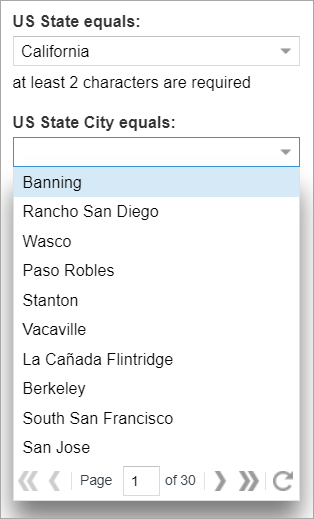 US State equals:
California
at least 2 characters are required
US State City equals:
Banning
Rancho San Diego
Wasco
Paso Robles
Stanton
Vacaville
La Cañada Flintridge
Berkeley
South San Francisco
San Jose
Page 1 of 30